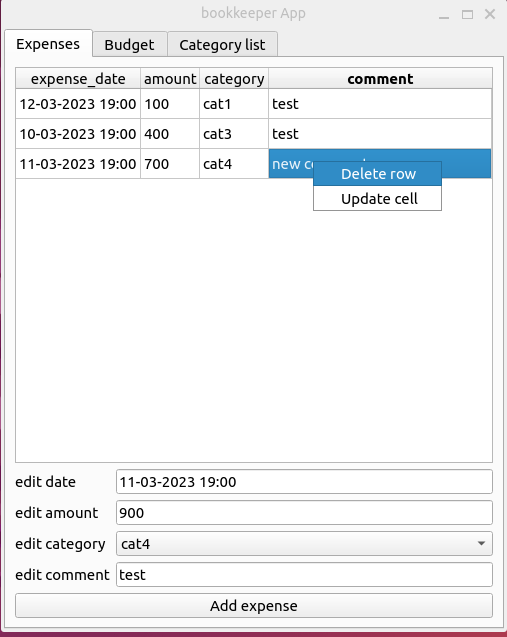 bookkeeper App
Expenses Budget Category list
expense_date amount category comment
12-03-2023 19:00 100 cat1 test
10-03-2023 19:00 400 cat3 test
11-03-2023 19:00 700 cat4 new
Delete row
Update cell
edit date 11-03-2023 19:00
edit amount 900
edit category cat4
edit comment test
Add expense